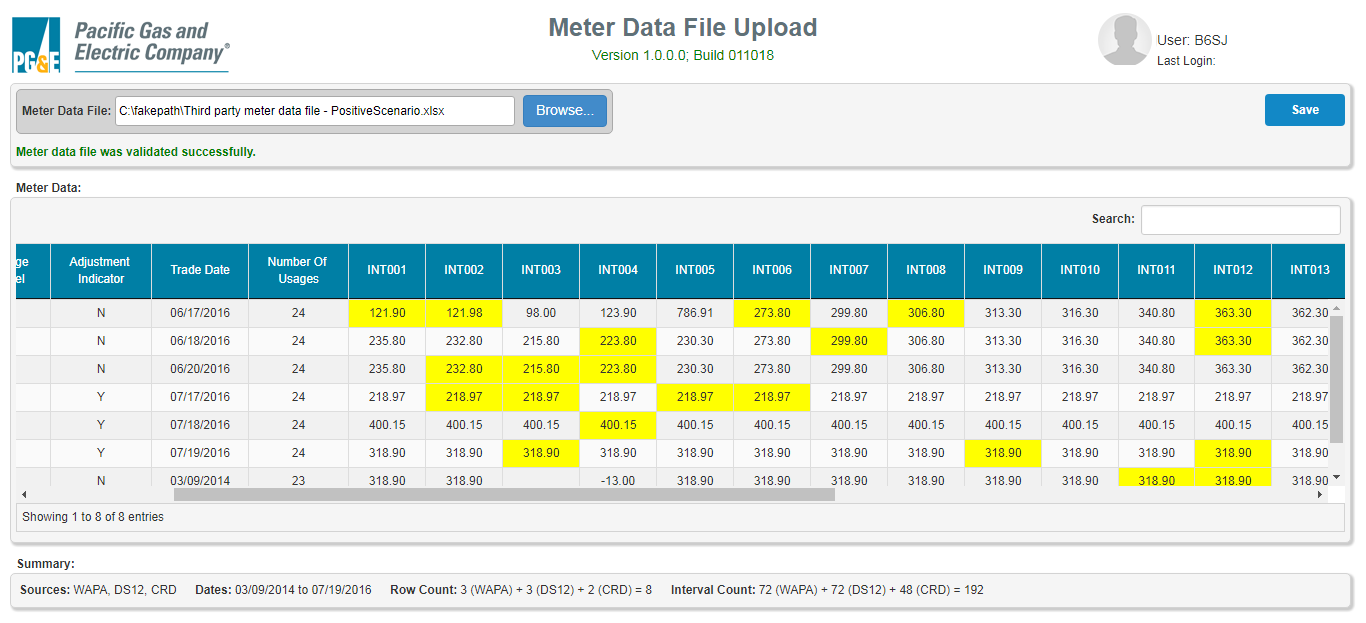 Pacific Gas and
Electric Company®
PG&E
Meter Data File Upload
Version 1.0.0.0; Build 011018
User: B6SJ
Last Login:
Meter Data File: C:\fakepath\Third party meter data file - PositiveScenario.xlsx Browse... Save
Meter data file was validated successfully.
Meter Data:
Search:
ge el Adjustment Indicator Trade Date Number Of Usages INT001 INT002 INT003 INT004 INT005 INT006 INT007 INT008 INT009 INT010 INT011 INT012 INT013
N 06/17/2016 24 121.90 121.98 98.00 123.90 786.91 273.80 299.80 306.80 313.30 316.30 340.80 363.30 362.30
N 06/18/2016 24 235.80 232.80 215.80 223.80 230.30 273.80 299.80 306.80 313.30 316.30 340.80 363.30 362.30
N 06/20/2016 24 235.80 232.80 215.80 223.80 230.30 273.80 299.80 306.80 313.30 316.30 340.80 363.30 362.30
Y 07/17/2016 24 218.97 218.97 218.97 218.97 218.97 218.97 218.97 218.97 218.97 218.97 218.97 218.97 218.97
Y 07/18/2016 24 400.15 400.15 400.15 400.15 400.15 400.15 400.15 400.15 400.15 400.15 400.15 400.15 400.15
Y 07/19/2016 24 318.90 318.90 318.90 318.90 318.90 318.90 318.90 318.90 318.90 318.90 318.90 318.90 318.90
N 03/09/2014 23 318.90 318.90 -13.00 318.90 318.90 318.90 318.90 318.90 318.90 318.90 318.90 318.90
Showing 1 to 8 of 8 entries
Summary:
Sources: WAPA, DS12, CRD Dates: 03/09/2014 to 07/19/2016 Row Count: 3 (WAPA) + 3 (DS12) + 2 (CRD) = 8 Interval Count: 72 (WAPA) + 72 (DS12) + 48 (CRD) = 192